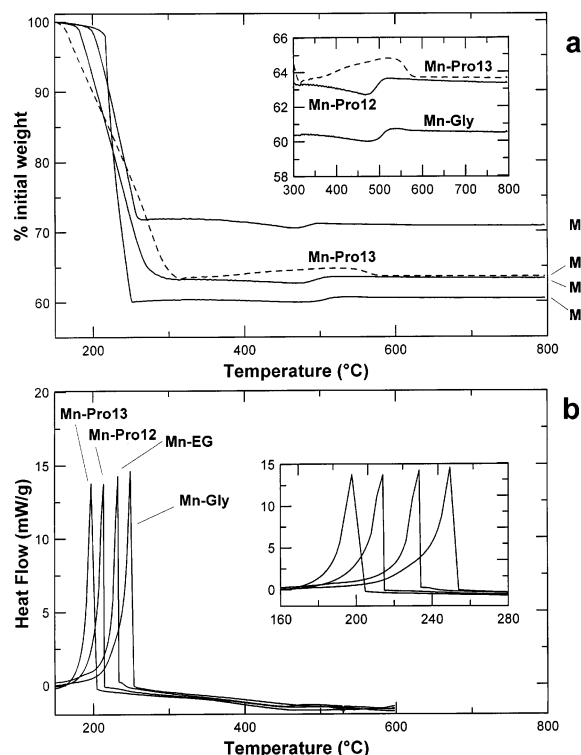 a
100
90
80
70
60
% initial weight
66
64
62
60
58
Mn-Pro13
Mn-Pro12
Mn-Gly
300 400 500 600 700 800
Mn-Pro13
M
M
M
M
200 400 600 800
Temperature (°C)
b
20
15
10
5
0
Heat Flow (mW/g)
Mn-Pro13
Mn-Pro12
Mn-EG
Mn-Gly
15
10
5
0
160 200 240 280
200 400 600 800
Temperature (°C)